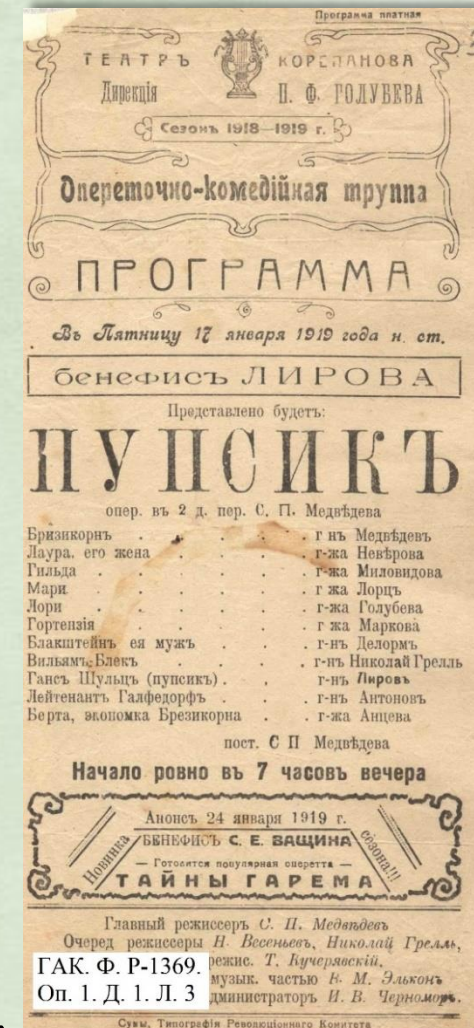 Программа платная
ТЕАТРЪ КОРЕПАНОВА
Дирекція П. Ф. ГОЛУБЕВА
Сезонъ 1918—1919 г.
Опереточно-комедійная труппа
ПРОГРАММА
Въ Пятницу 17 января 1919 года н. ст.
бенефисъ ЛИРОВА
Представлено будетъ:
ПУПСИКЪ
опер. въ 2 д. пер. С. П. Медвѣдева
Бризикорнъ . . . . . г нъ Медвѣдевъ
Лаура, его жена . . . . г-жа Невѣрова
Гильда . . . . . . г-жа Миловидова
Мари . . . . . . г жа Лорцъ
Лори . . . . . . г-жа Голубева
Гортензія . . . . . г жа Маркова
Блакштейнъ ея мужъ . . . г-нъ Делормъ
Вильямъ Блекъ . . . . г-нъ Николай Грелль
Гансъ Шульцъ (пупсикъ) . . . г-нъ Лировъ
Лейтенантъ Галфедорфъ . . . г-нъ Антоновъ
Берта, экономка Брезикорна . . г-жа Анцева
пост. С П Медвѣдева
Начало ровно въ 7 часовъ вечера
Анонсъ 24 января 1919 г.
БЕНЕФИСЪ С. Е. ВАЩИНА
Новинка сезона!!!
— Готовится популярная оперетта —
ТАЙНЫ ГАРЕМА
Главный режиссеръ С. П. Медвѣдевъ
Очеред режиссеры Н. Весеньевъ, Николай Грелль,
режис. Т. Кучерявскій,
музык. частью В. М. Эльконъ
дминистраторъ И. В. Черноморъ.
ГАК. Ф. Р-1369.
Оп. 1. Д. 1. Л. 3
Типографія Революціоннаго Комитета